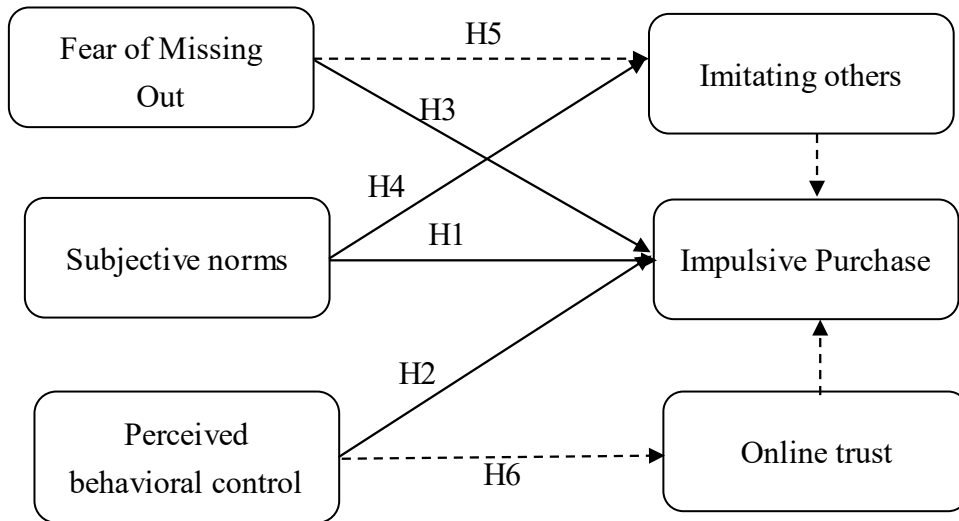 Fear of Missing
Out
H5
Imitating others
H3
H4
Subjective norms
H1
Impulsive Purchase
H2
Perceived
behavioral control
H6
Online trust